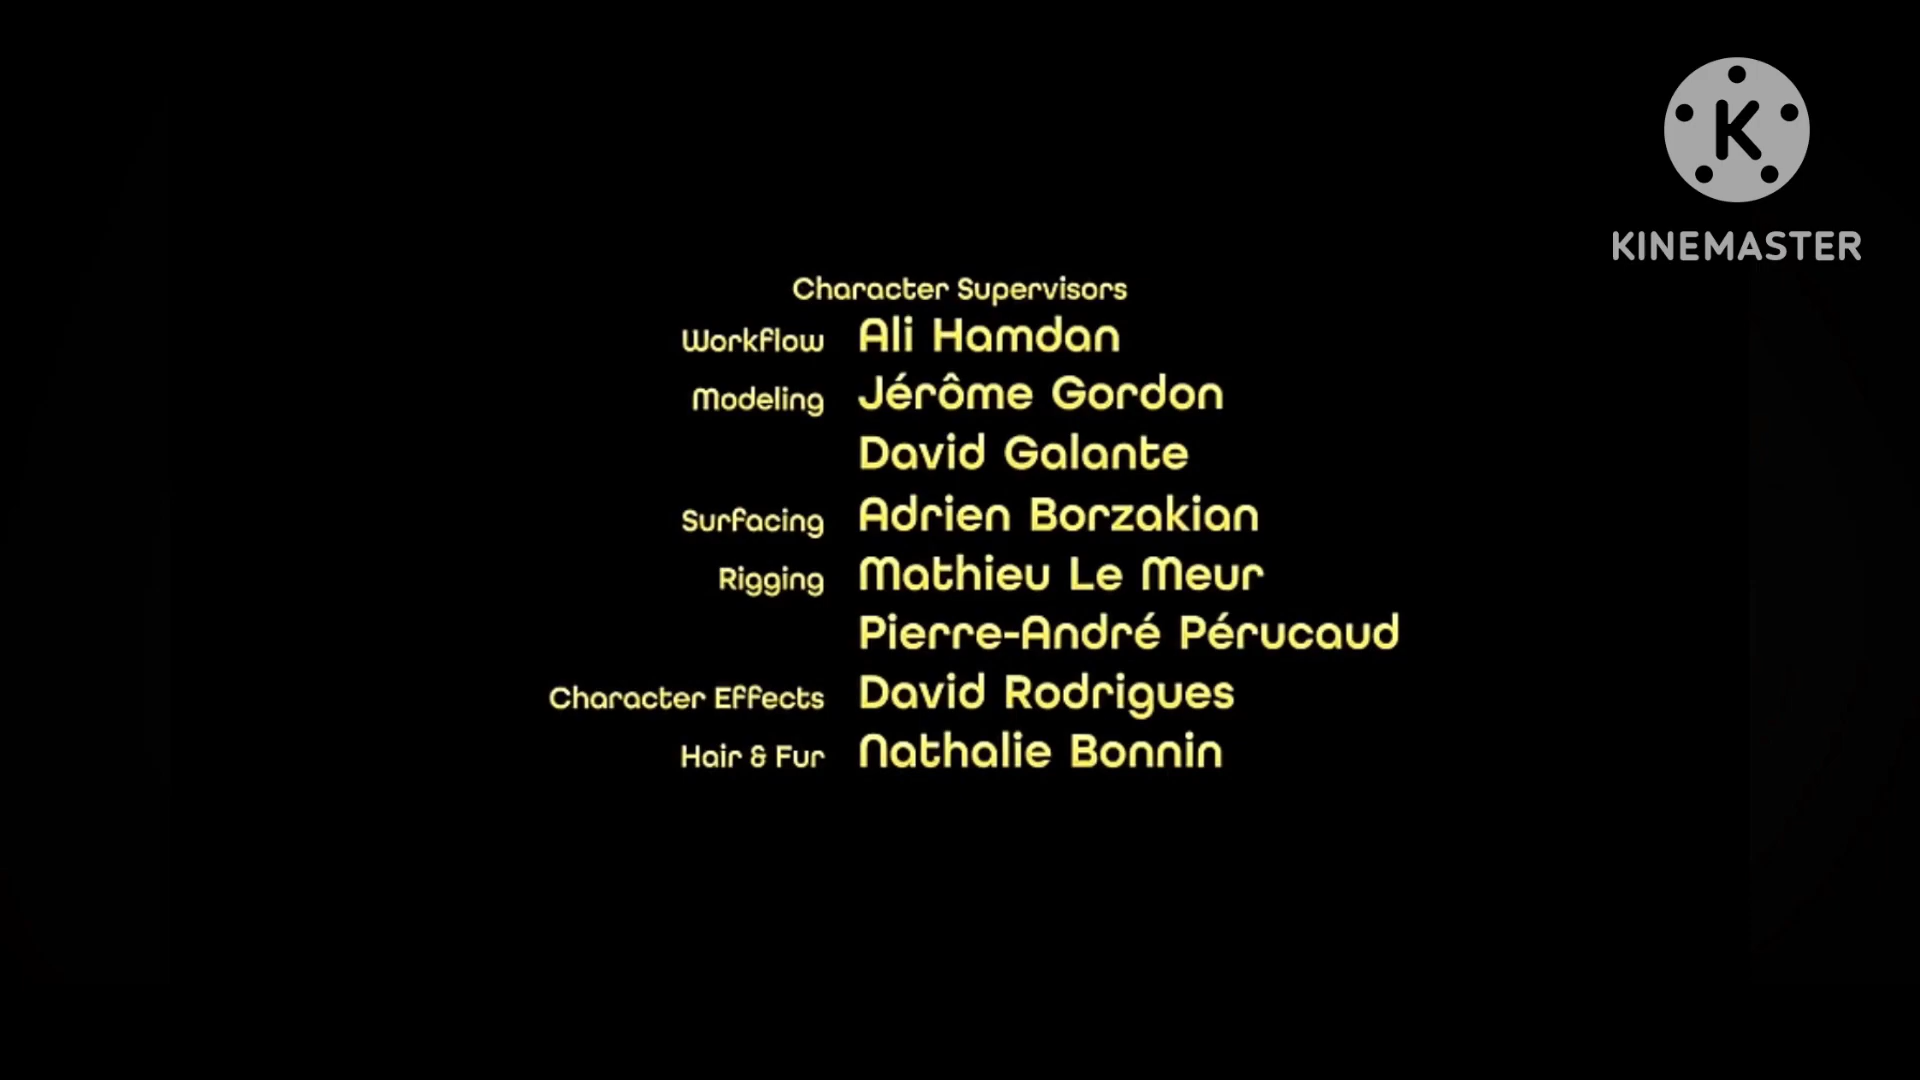 K
KINEMASTER
Character Supervisors
Workflow Ali Hamdan
Modeling Jérôme Gordon
David Galante
Surfacing Adrien Borzakian
Rigging Mathieu Le Meur
Pierre-André Pérucaud
Character Effects David Rodrigues
Hair & Fur Nathalie Bonnin